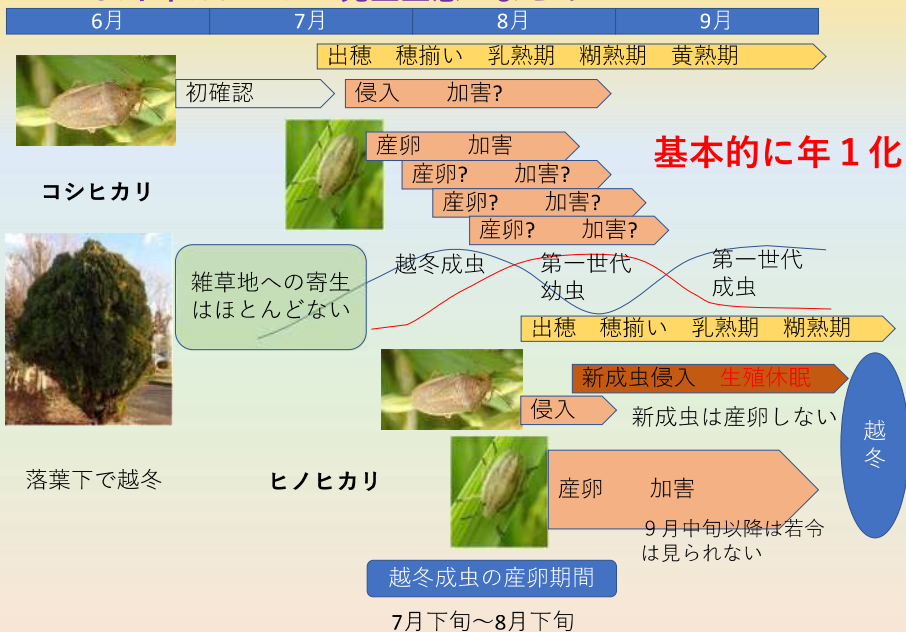 6月 7月 8月 9月
出穂 穂揃い 乳熟期 糊熟期 黄熟期
初確認
侵入 加害?
産卵 加害
基本的に年１化
産卵? 加害?
コシヒカリ
産卵? 加害?
産卵? 加害?
雑草地への寄生
はほとんどない
越冬成虫
第一世代
幼虫
第一世代
成虫
出穂 穂揃い 乳熟期 糊熟期
新成虫侵入 生殖休眠
侵入
新成虫は産卵しない
越
冬
落葉下で越冬
ヒノヒカリ
産卵 加害
９月中旬以降は若令
は見られない
越冬成虫の産卵期間
7月下旬～8月下旬